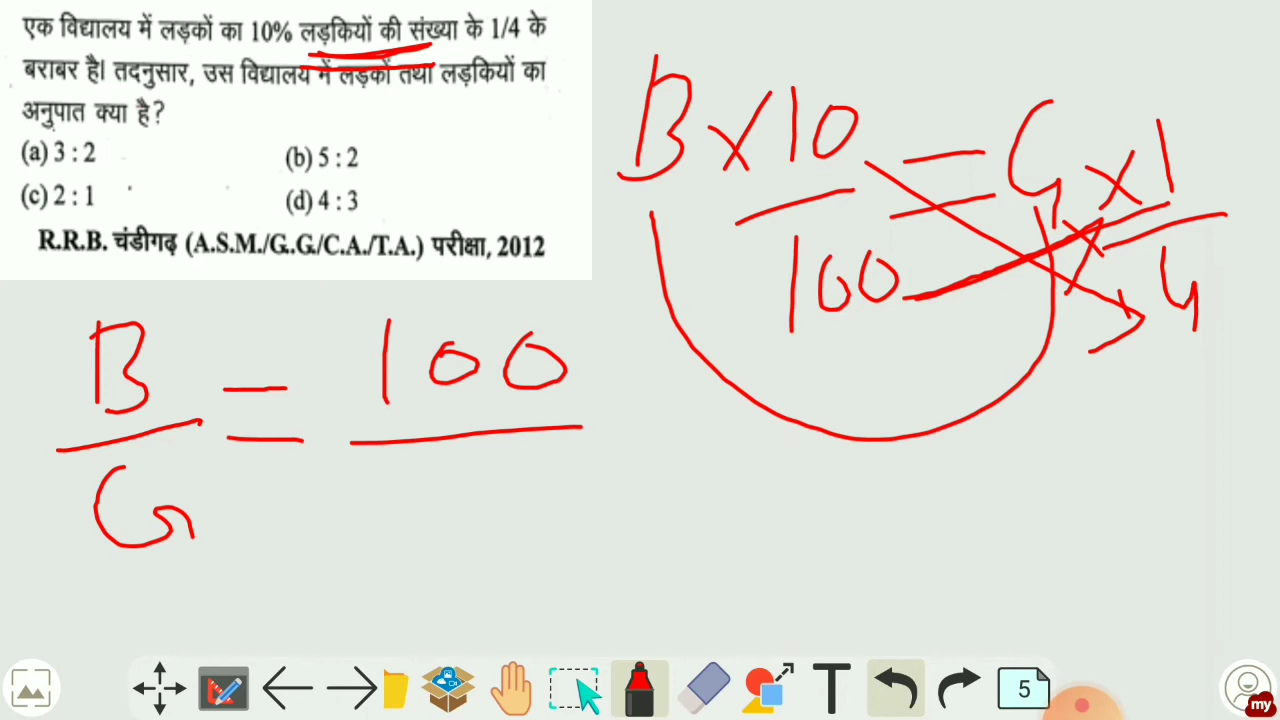 एक विद्यालय में लड़कों का 10% लड़कियों की संख्या के 1/4 के
बराबर है। तदनुसार, उस विद्यालय में लड़कों तथा लड़कियों का
अनुपात क्या है?
(a) 3 : 2 (b) 5 : 2
(c) 2 : 1 (d) 4 : 3
R.R.B. चंडीगढ़ (A.S.M./G.G/C.A./T.A.) परीक्षा, 2012
B × 10 = G × 1
100 4
B = 100
G
T
5
my